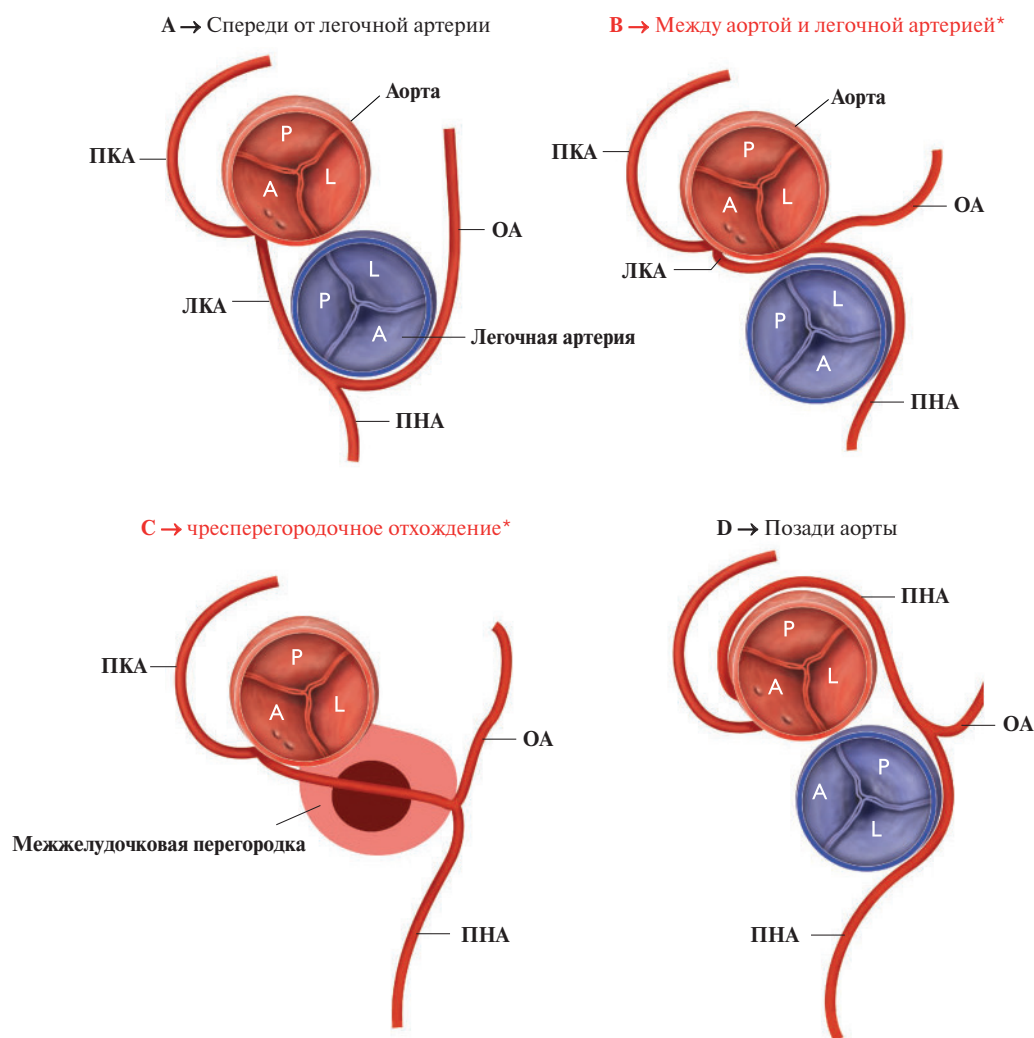 A → Спереди от легочной артерии
Аорта
ПКА
P
A
L
ОА
L
ЛКА
P
A
Легочная артерия
ПНА
B → Между аортой и легочной артерией*
Аорта
ПКА
P
A
L
ОА
ЛКА
L
P
A
ПНА
C → чресперегородочное отхождение*
ПКА
P
A
L
ОА
Межжелудочковая перегородка
ПНА
D → Позади аорты
ПНА
P
A
L
ОА
P
A
L
ПНА